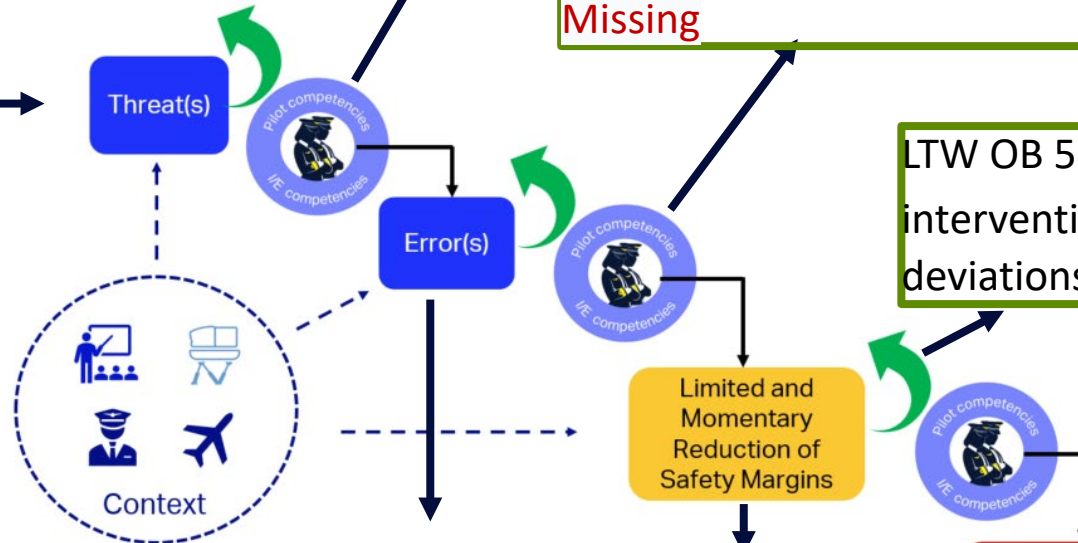 Missing
Threat(s)
Pilot competencies
I/E competencies
LTW OB 5
deviations
Error(s)
Pilot competencies
I/E competencies
Limited and
Momentary
Reduction of
Safety Margins
Pilot competencies
I/E competencies
Context